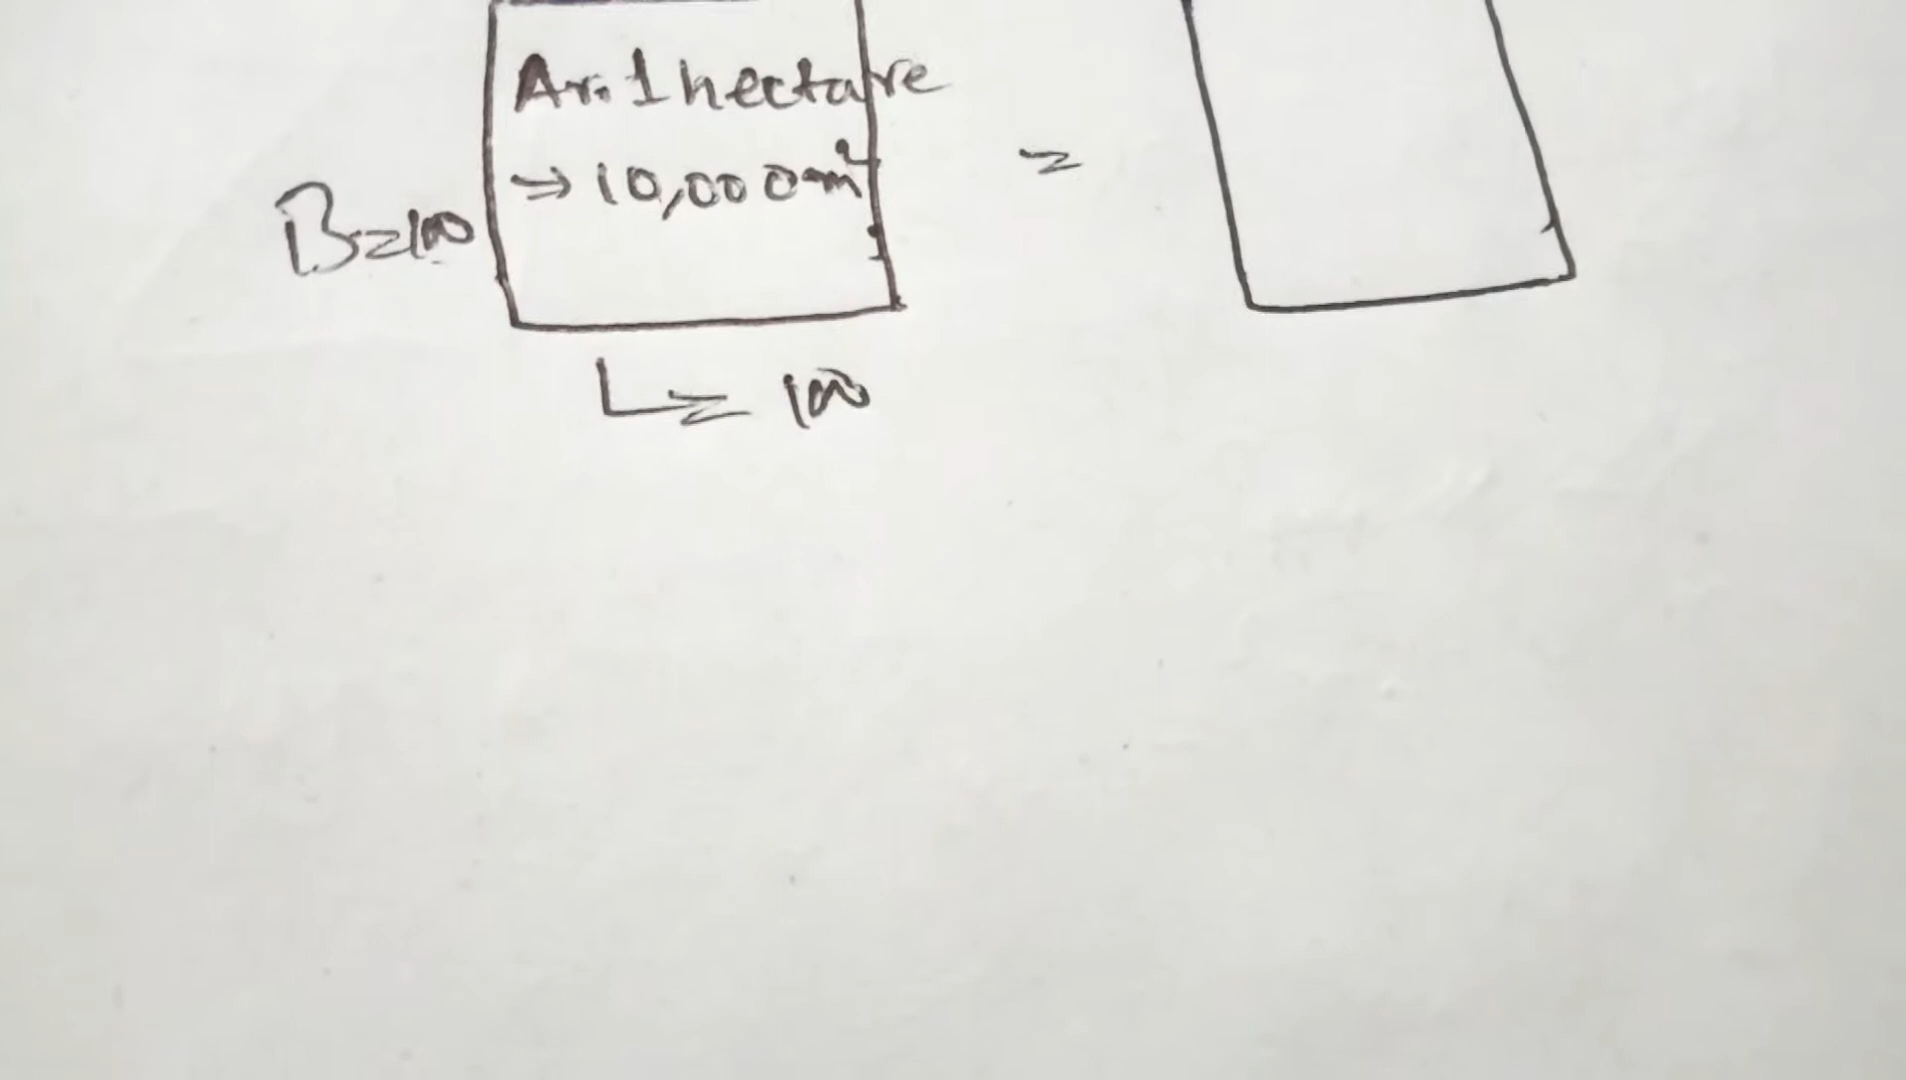 Ar. 1 hectare
→ 10,000m²
B=100
=
L= 100